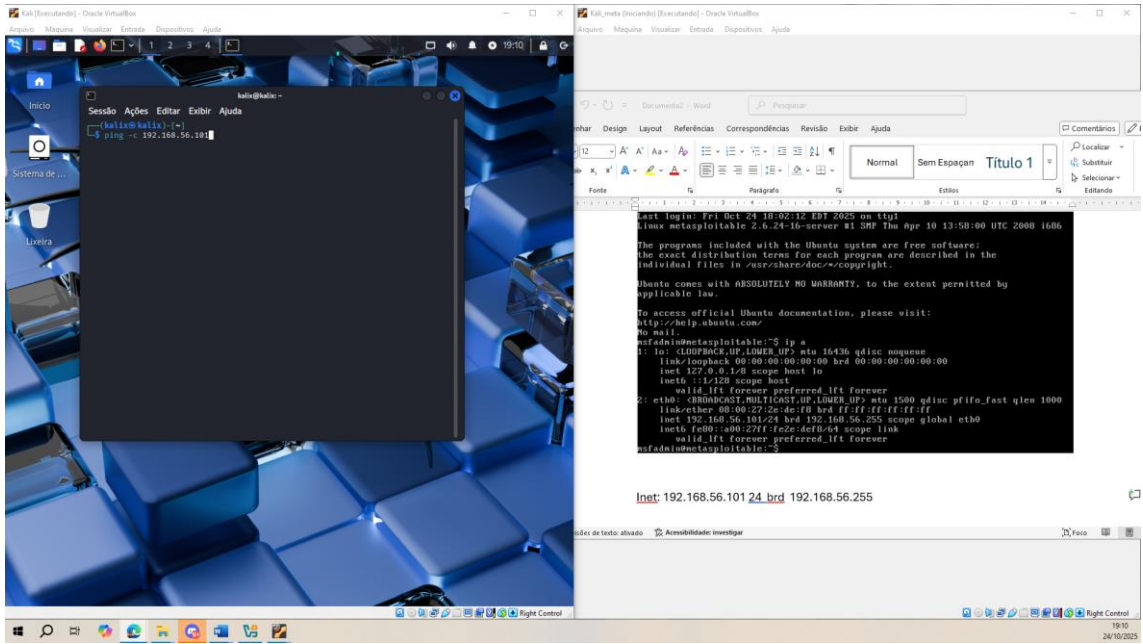 Kali [Executando] - Oracle VirtualBox
Arquivo Máquina Visualizar Entrada Dispositivos Ajuda
1 2 3 4
19:10
Início
Sistema de ...
Lixeira
kalix@kalix: ~
Sessão Ações Editar Exibir Ajuda
(kalix㉿kalix)-[~]
$ ping -c 192.168.56.101
Right Control
Kali_meta (Iniciando) [Executando] - Oracle VirtualBox
Arquivo Máquina Visualizar Entrada Dispositivos Ajuda
Documento2 - Word
Pesquisar
enhar Design Layout Referências Correspondências Revisão Exibir Ajuda
Comentários
12
Normal
Sem Espaçan
Título 1
Localizar
Substituir
Selecionar
Fonte
Parágrafo
Estilos
Editando
Last login: Fri Oct 24 18:02:12 EDT 2025 on tty1
Linux metasploitable 2.6.24-16-server #1 SMP Thu Apr 10 13:58:00 UTC 2008 i686
The programs included with the Ubuntu system are free software;
the exact distribution terms for each program are described in the
individual files in /usr/share/doc/*/copyright.
Ubuntu comes with ABSOLUTELY NO WARRANTY, to the extent permitted by
applicable law.
To access official Ubuntu documentation, please visit:
http://help.ubuntu.com/
No mail.
msfadmin@metasploitable:~$ ip a
1: lo: <LOOPBACK,UP,LOWER_UP> mtu 16436 qdisc noqueue
link/loopback 00:00:00:00:00:00 brd 00:00:00:00:00:00
inet 127.0.0.1/8 scope host lo
inet6 ::1/128 scope host
valid_lft forever preferred_lft forever
2: eth0: <BROADCAST,MULTICAST,UP,LOWER_UP> mtu 1500 qdisc pfifo_fast qlen 1000
link/ether 08:00:27:2e:de:f8 brd ff:ff:ff:ff:ff:ff
inet 192.168.56.101/24 brd 192.168.56.255 scope global eth0
inet6 fe80::a00:27ff:fe2e:def8/64 scope link
valid_lft forever preferred_lft forever
msfadmin@metasploitable:~$
Inet: 192.168.56.101 24 brd 192.168.56.255
isões de texto: ativado
Acessibilidade: investigar
Foco
Right Control
19:10
24/10/2025